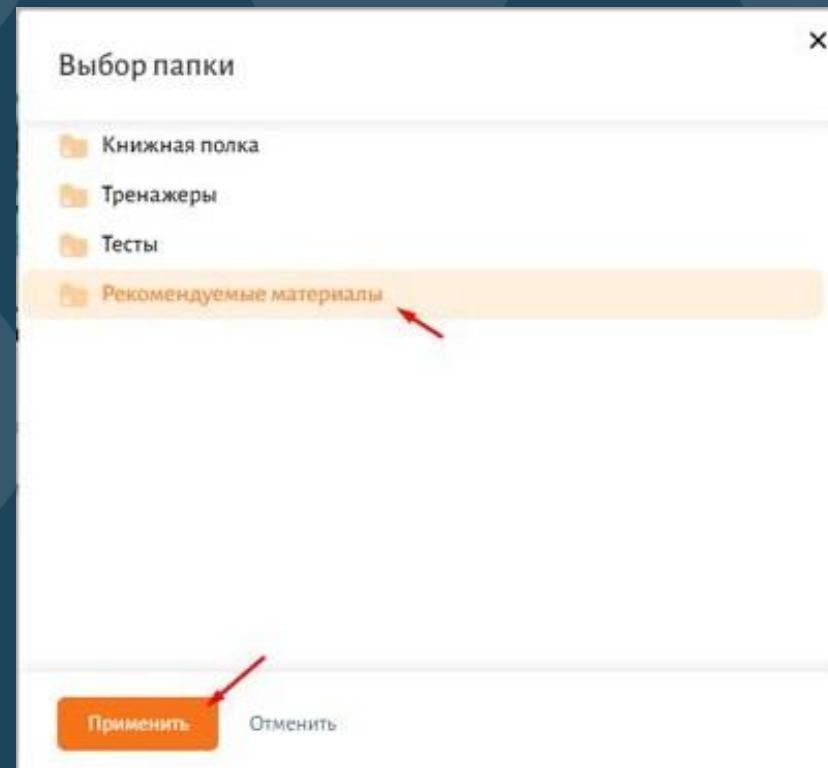 Выбор папки
Книжная полка
Тренажеры
Тесты
Рекомендуемые материалы
Применить Отменить